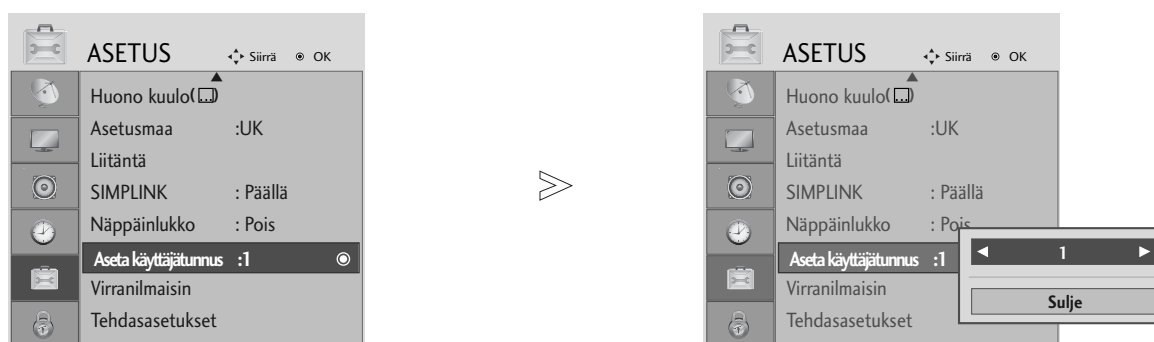 ASETUS Siirrä OK
Huono kuulo( )
Asetusmaa :UK
Liitäntä
SIMPLINK : Päällä
Näppäinlukko : Pois
Aseta käyttäjätunnus :1
Virranilmaisin
Tehdasasetukset
ASETUS Siirrä OK
Huono kuulo( )
Asetusmaa :UK
Liitäntä
SIMPLINK : Päällä
Näppäinlukko : Pois
Aseta käyttäjätunnus :1
Virranilmaisin
Tehdasasetukset
1
Sulje